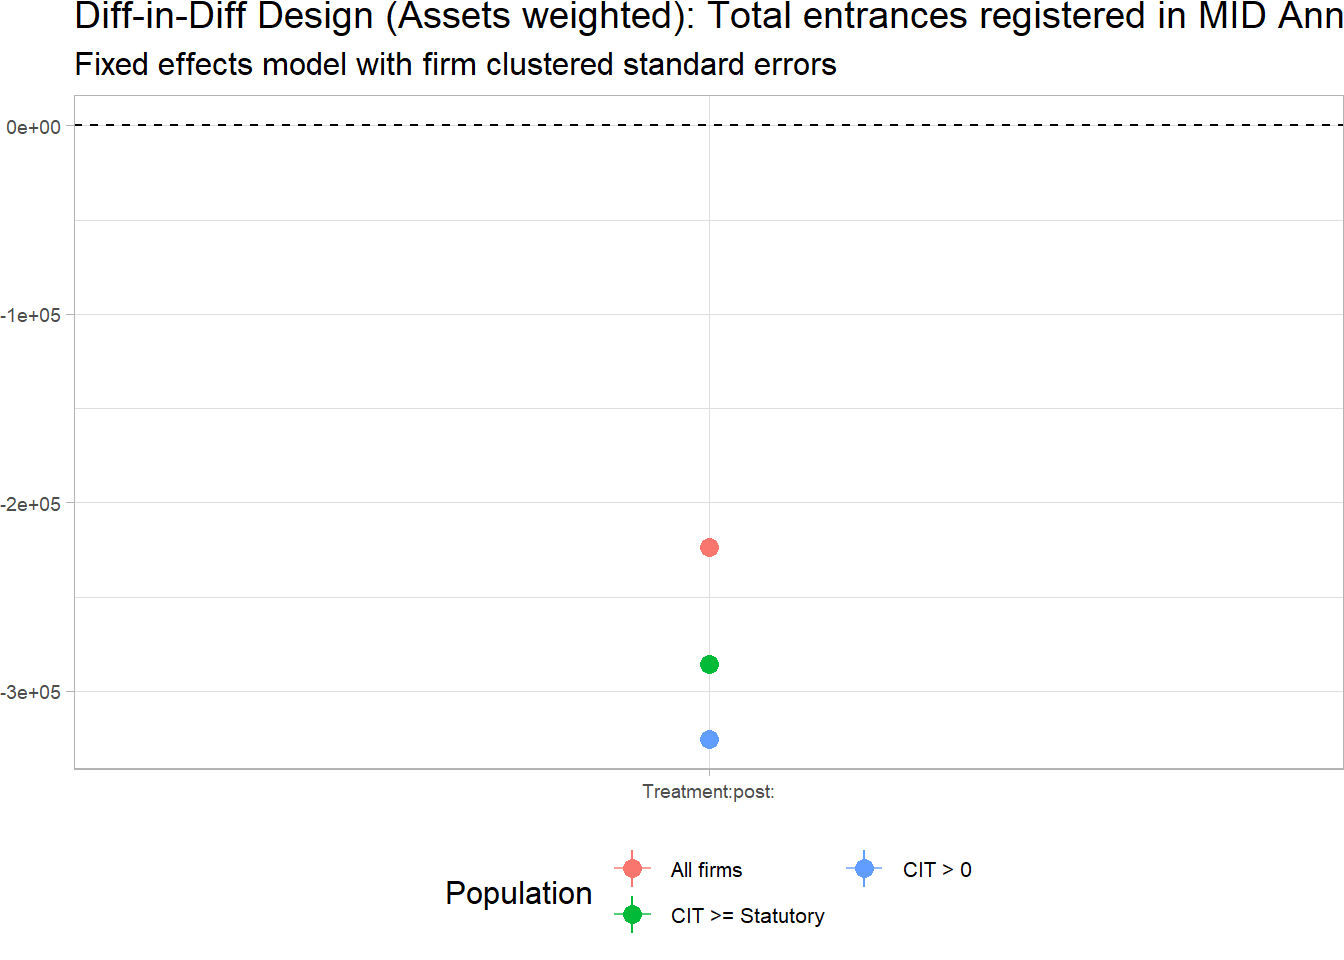 Diff-in-Diff Design (Assets weighted): Total entrances registered in MID Ann
Fixed effects model with firm clustered standard errors
0e+00
-1e+05
-2e+05
-3e+05
Treatment:post:
Population
All firms
CIT > 0
CIT >= Statutory